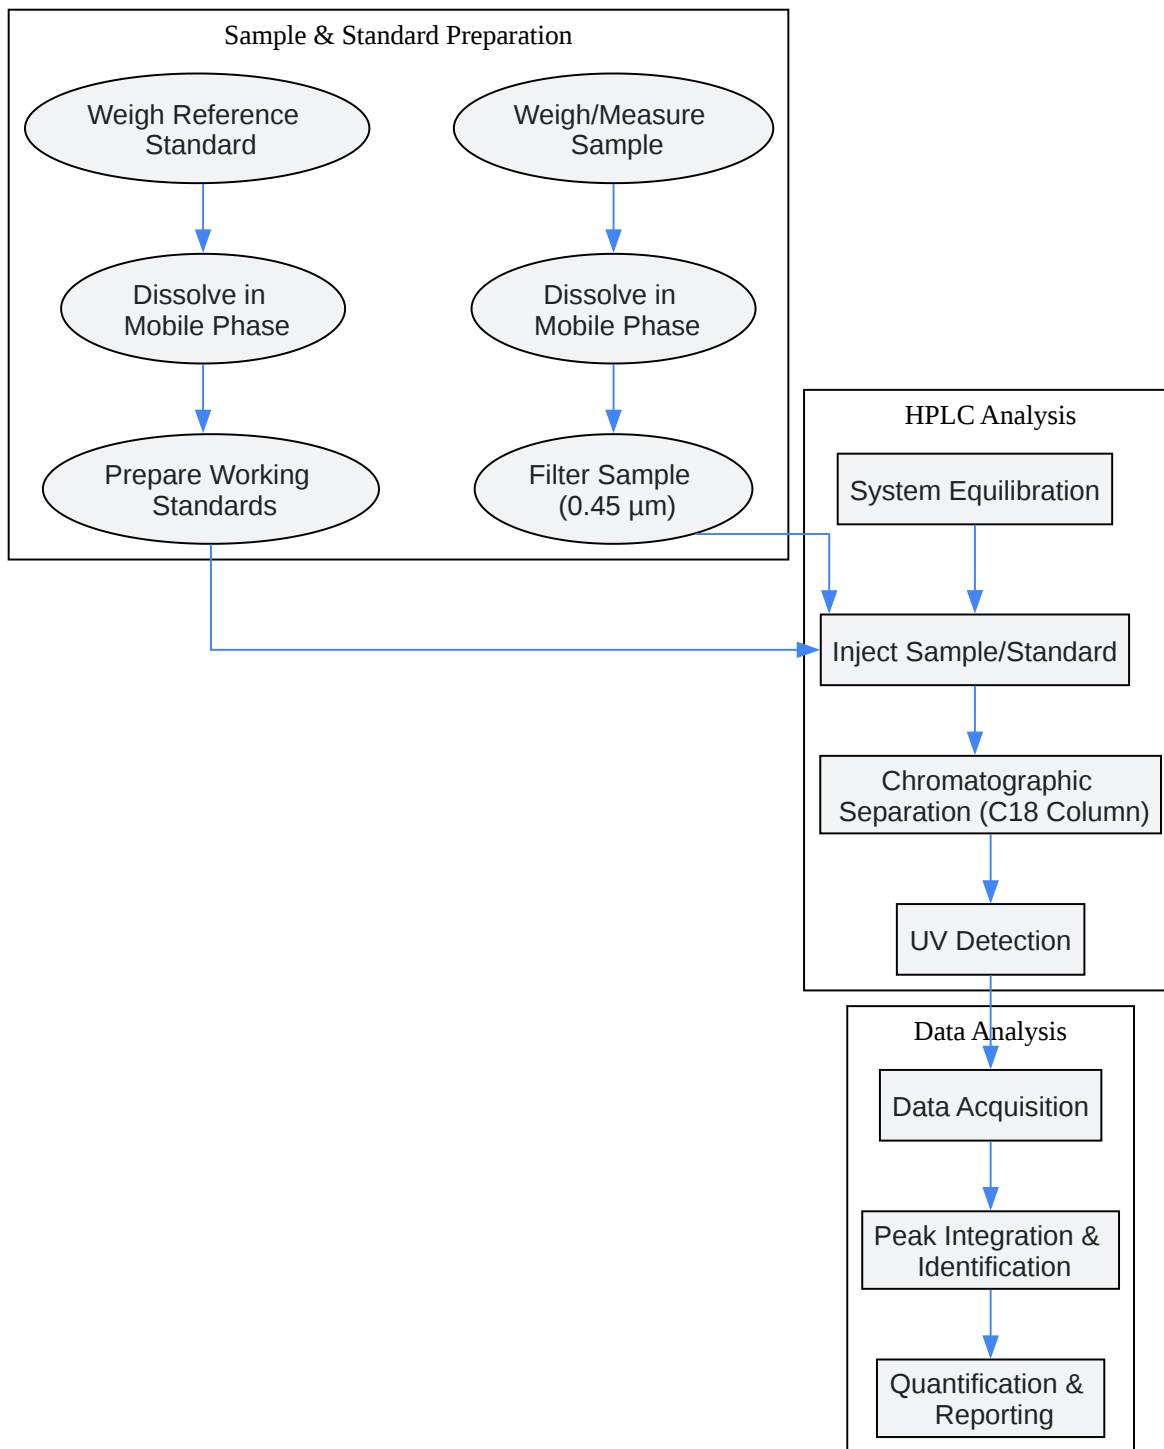 Sample & Standard Preparation
Weigh Reference
Standard
Weigh/Measure
Sample
Dissolve in
Mobile Phase
Dissolve in
Mobile Phase
Prepare Working
Standards
Filter Sample
(0.45 µm)
HPLC Analysis
System Equilibration
Inject Sample/Standard
Chromatographic
Separation (C18 Column)
UV Detection
Data Analysis
Data Acquisition
Peak Integration &
Identification
Quantification &
Reporting